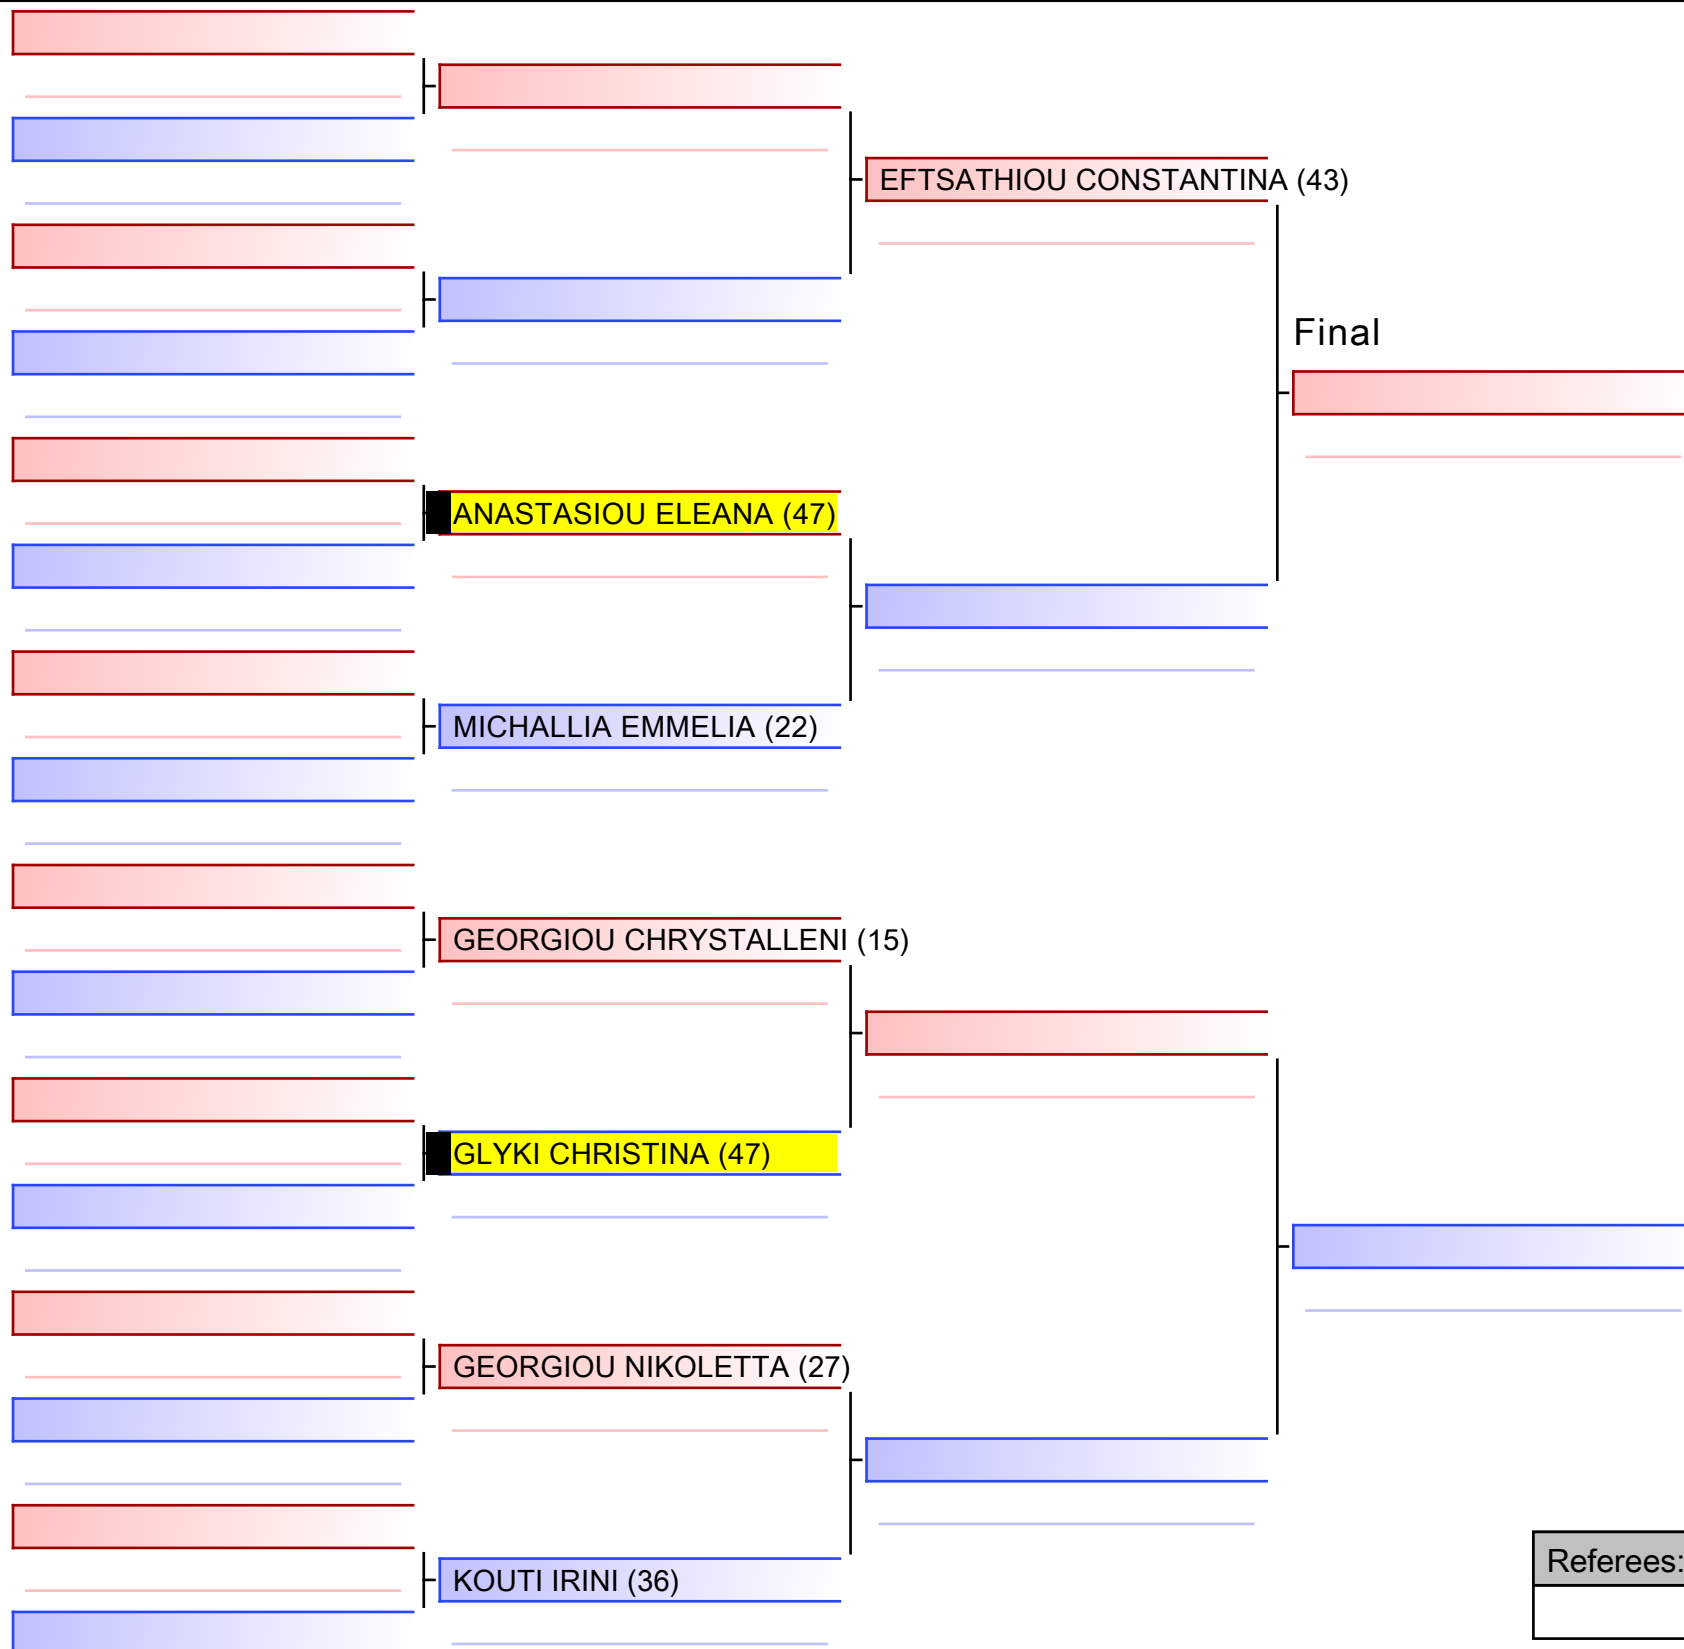 EFTSATHIOU CONSTANTINA (43)
Final
ANASTASIOU ELEANA (47)
MICHALLIA EMMELIA (22)
GEORGIOU CHRYSTALLENI (15)
GLYKI CHRISTINA (47)
GEORGIOU NIKOLETTA (27)
KOUTI IRINI (36)
Referees: